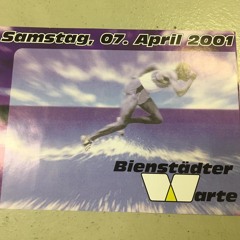 Samstag, 07. April 2001
Bienstädter
Warte